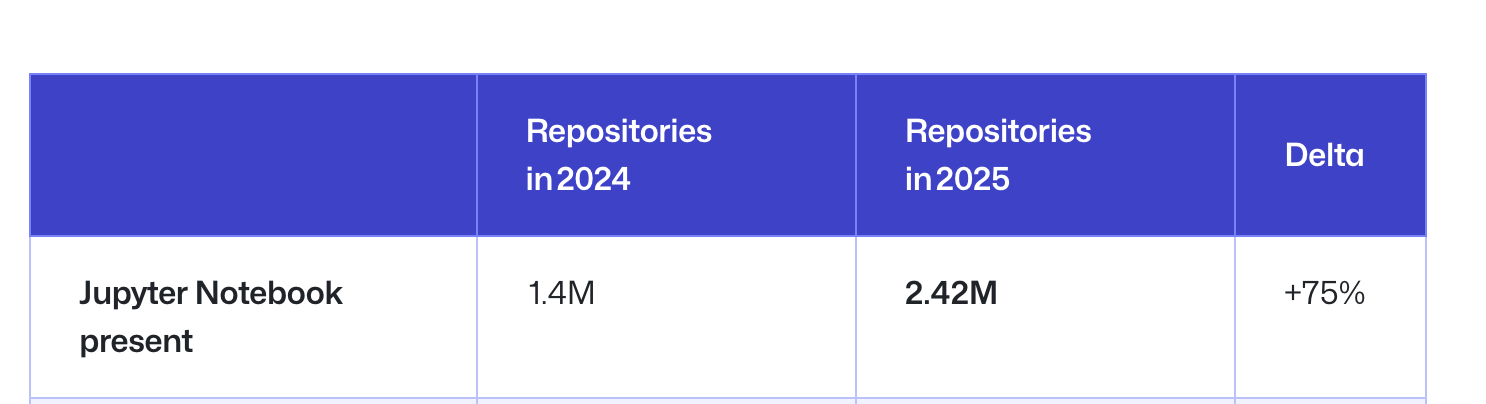 Repositories
in 2024
Repositories
in 2025
Delta
Jupyter Notebook
present
1.4M
2.42M
+75%